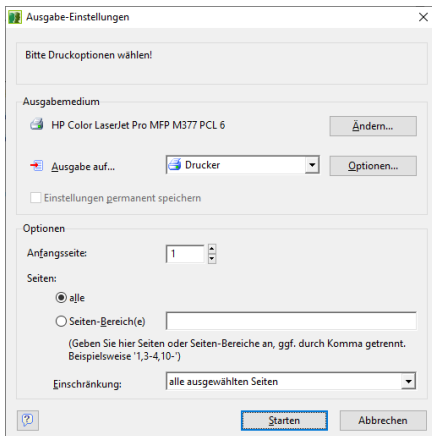 Ausgabe-Einstellungen
Bitte Druckoptionen wählen!
Ausgabemedium
HP Color LaserJet Pro MFP M377 PCL 6
Ändern...
Ausgabe auf...
Drucker
Optionen...
Einstellungen permanent speichern
Optionen
Anfangsseite:
1
Seiten:
alle
Seiten-Bereich(e)
(Geben Sie hier Seiten oder Seiten-Bereiche an, ggf. durch Komma getrennt.
Beispielsweise '1,3-4,10-')
Einschränkung:
alle ausgewählten Seiten
Starten
Abbrechen